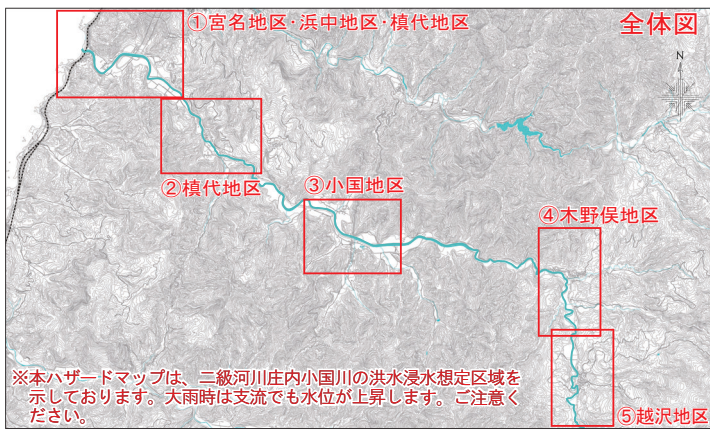 ①宮名地区･浜中地区･槙代地区
全体図
N
②槙代地区
③小国地区
④木野俣地区
※本ハザードマップは、二級河川庄内小国川の洪水浸水想定区域を
示しております。大雨時は支流でも水位が上昇します。ご注意く
ださい。
⑤越沢地区